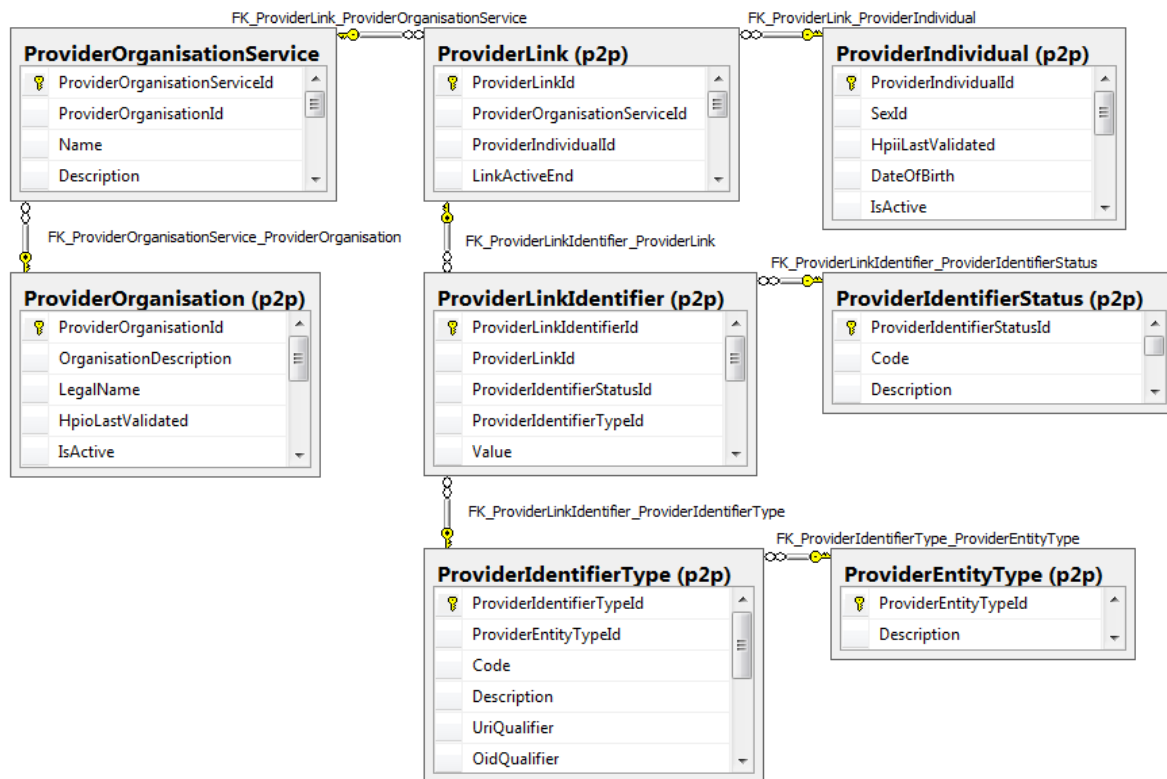 FK_ProviderLink_ProviderOrganisationService
FK_ProviderLink_ProviderIndividual
ProviderOrganisationService
ProviderOrganisationServiceId
ProviderOrganisationId
Name
Description
ProviderLink (p2p)
ProviderLinkId
ProviderOrganisationServiceId
ProviderIndividualId
LinkActiveEnd
ProviderIndividual (p2p)
ProviderIndividualId
SexId
HpiiLastValidated
DateOfBirth
IsActive
FK_ProviderOrganisationService_ProviderOrganisation
FK_ProviderLinkIdentifier_ProviderLink
FK_ProviderLinkIdentifier_ProviderIdentifierStatus
ProviderOrganisation (p2p)
ProviderOrganisationId
OrganisationDescription
LegalName
HpioLastValidated
IsActive
ProviderLinkIdentifier (p2p)
ProviderLinkIdentifierId
ProviderLinkId
ProviderIdentifierStatusId
ProviderIdentifierTypeId
Value
ProviderIdentifierStatus (p2p)
ProviderIdentifierStatusId
Code
Description
FK_ProviderLinkIdentifier_ProviderIdentifierType
FK_ProviderIdentifierType_ProviderEntityType
ProviderIdentifierType (p2p)
ProviderIdentifierTypeId
ProviderEntityTypeId
Code
Description
UriQualifier
OidQualifier
ProviderEntityType (p2p)
ProviderEntityTypeId
Description